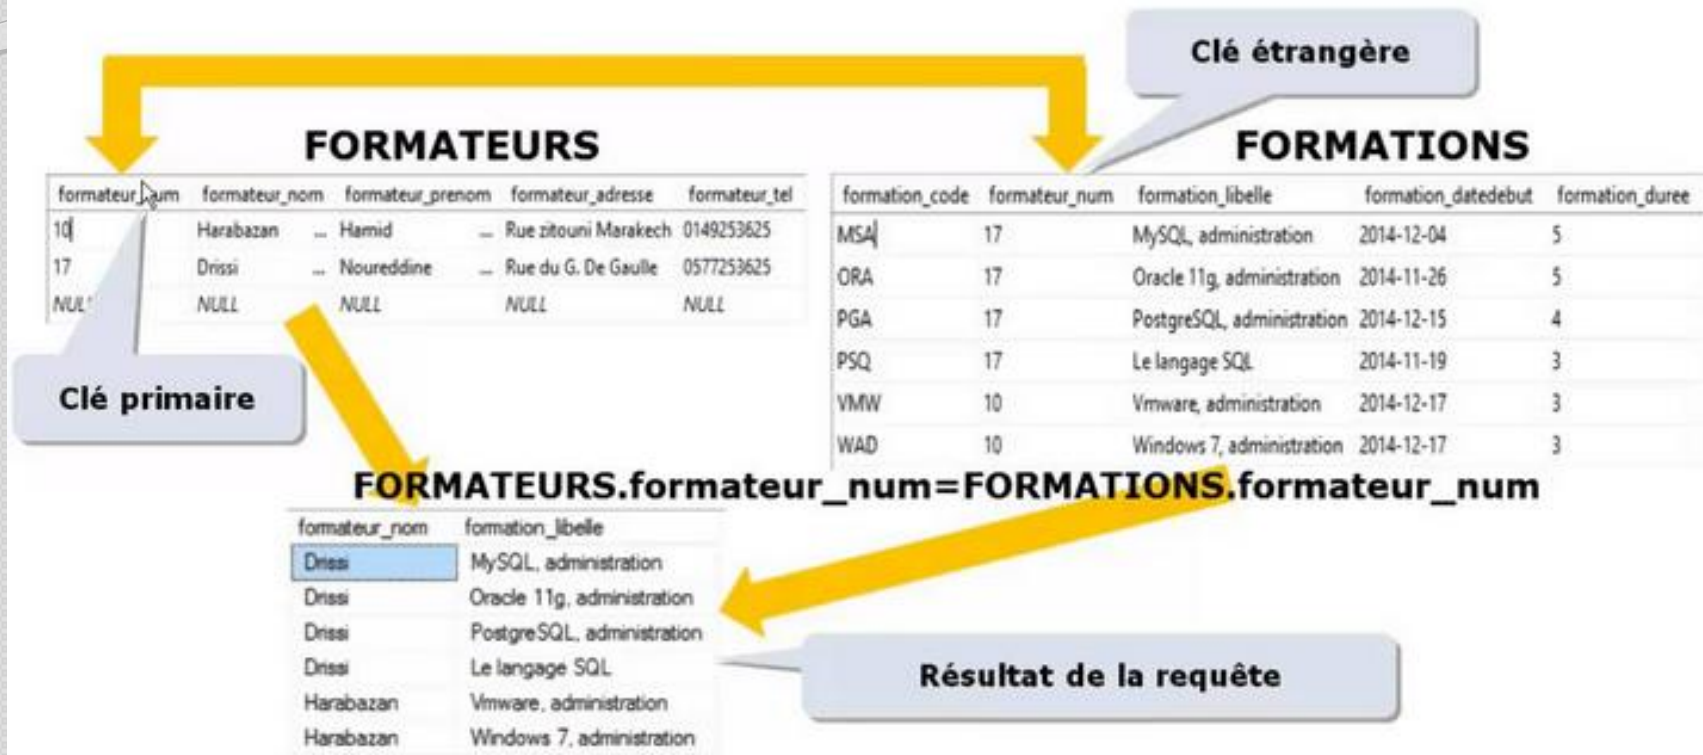 Clé étrangère
FORMATEURS
FORMATIONS
formateur_num formateur_nom formateur_prenom formateur_adresse formateur_tel
10 Harabazan ... Hamid ... Rue zitouni Marakech 0149253625
17 Drissi ... Noureddine ... Rue du G. De Gaulle 0577253625
NULL NULL NULL NULL
formation_code formateur_num formation_libelle formation_datedebut formation_duree
MSA 17 MySQL, administration 2014-12-04 5
ORA 17 Oracle 11g, administration 2014-11-26 5
PGA 17 PostgreSQL, administration 2014-12-15 4
PSQ 17 Le langage SQL 2014-11-19 3
VMW 10 Vmware, administration 2014-12-17 3
WAD 10 Windows 7, administration 2014-12-17 3
Clé primaire
FORMATEURS.formateur_num=FORMATIONS.formateur_num
formateur_nom formation_libelle
Drissi MySQL, administration
Drissi Oracle 11g, administration
Drissi PostgreSQL, administration
Drissi Le langage SQL
Harabazan Vmware, administration
Harabazan Windows 7, administration
Résultat de la requête